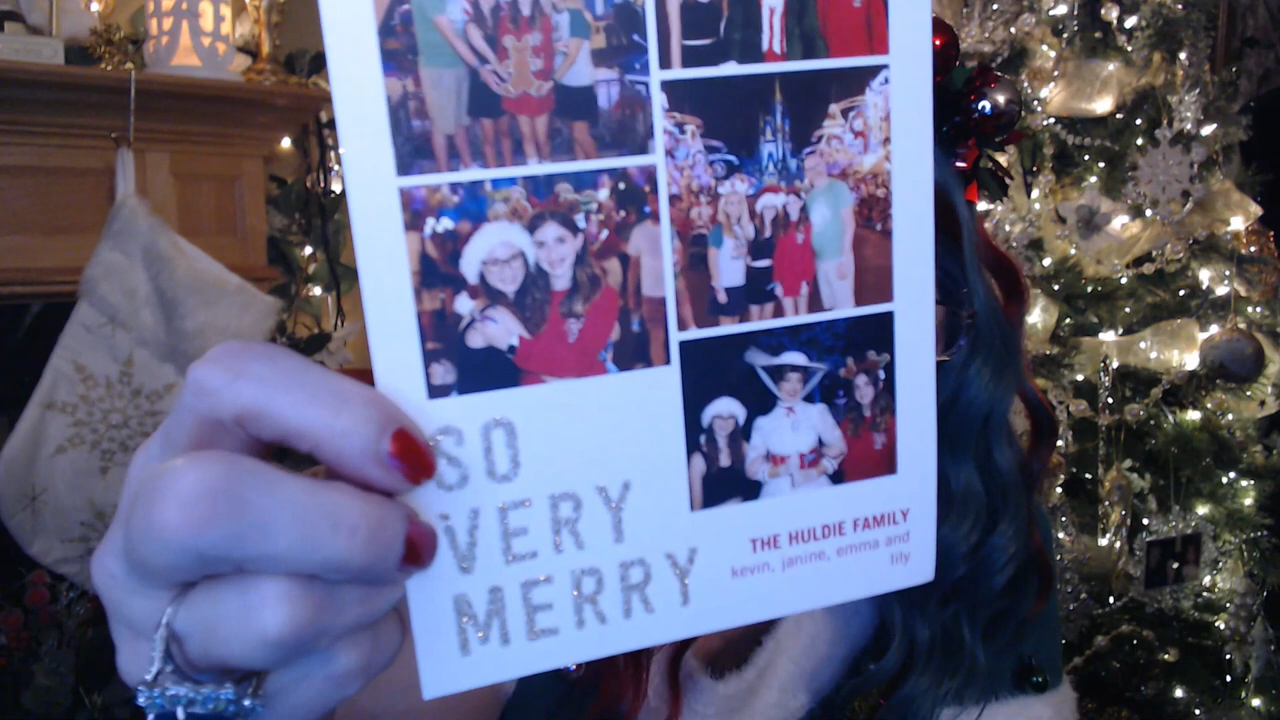 SO
VERY
MERRY
THE HULDIE FAMILY
kevin, janine, emma and
lily